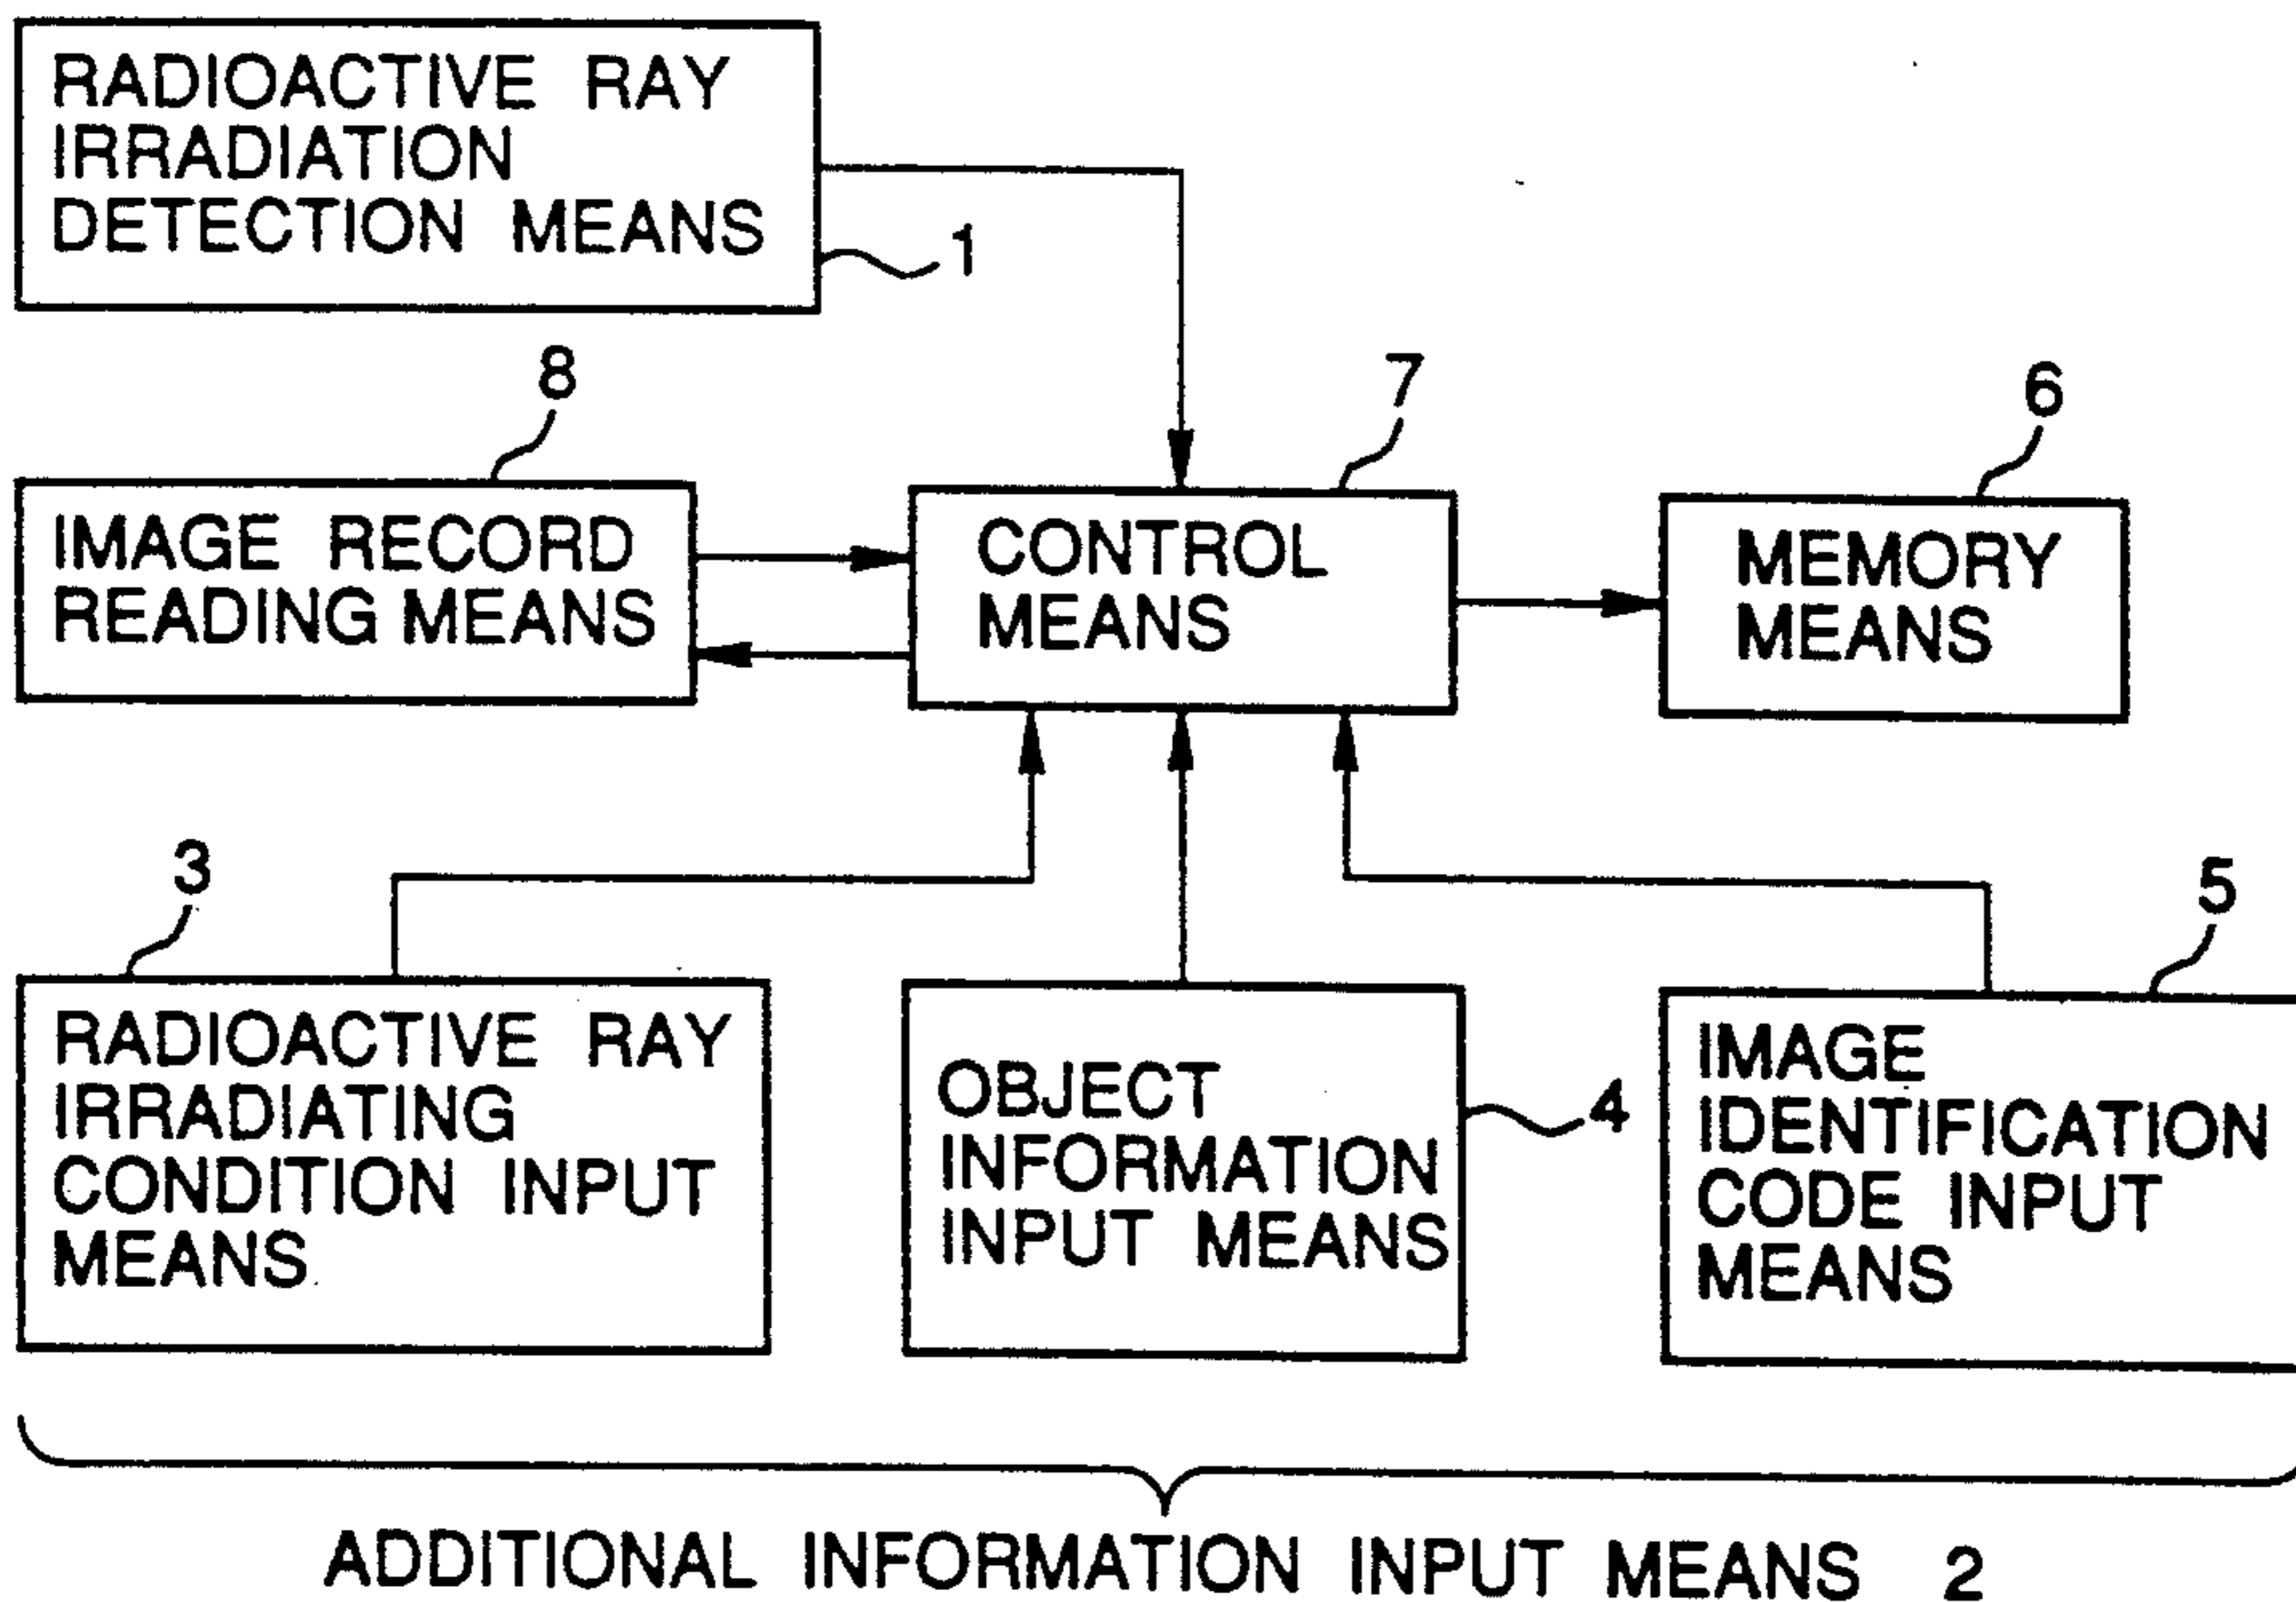 RADIOACTIVE RAY
IRRADIATION
DETECTION MEANS
1
8
7
6
IMAGE RECORD
READING MEANS
CONTROL
MEANS
MEMORY
MEANS
3
5
RADIOACTIVE RAY
IRRADIATING
CONDITION INPUT
MEANS
OBJECT
INFORMATION
INPUT MEANS
4
IMAGE
IDENTIFICATION
CODE INPUT
MEANS
ADDITIONAL INFORMATION INPUT MEANS 2